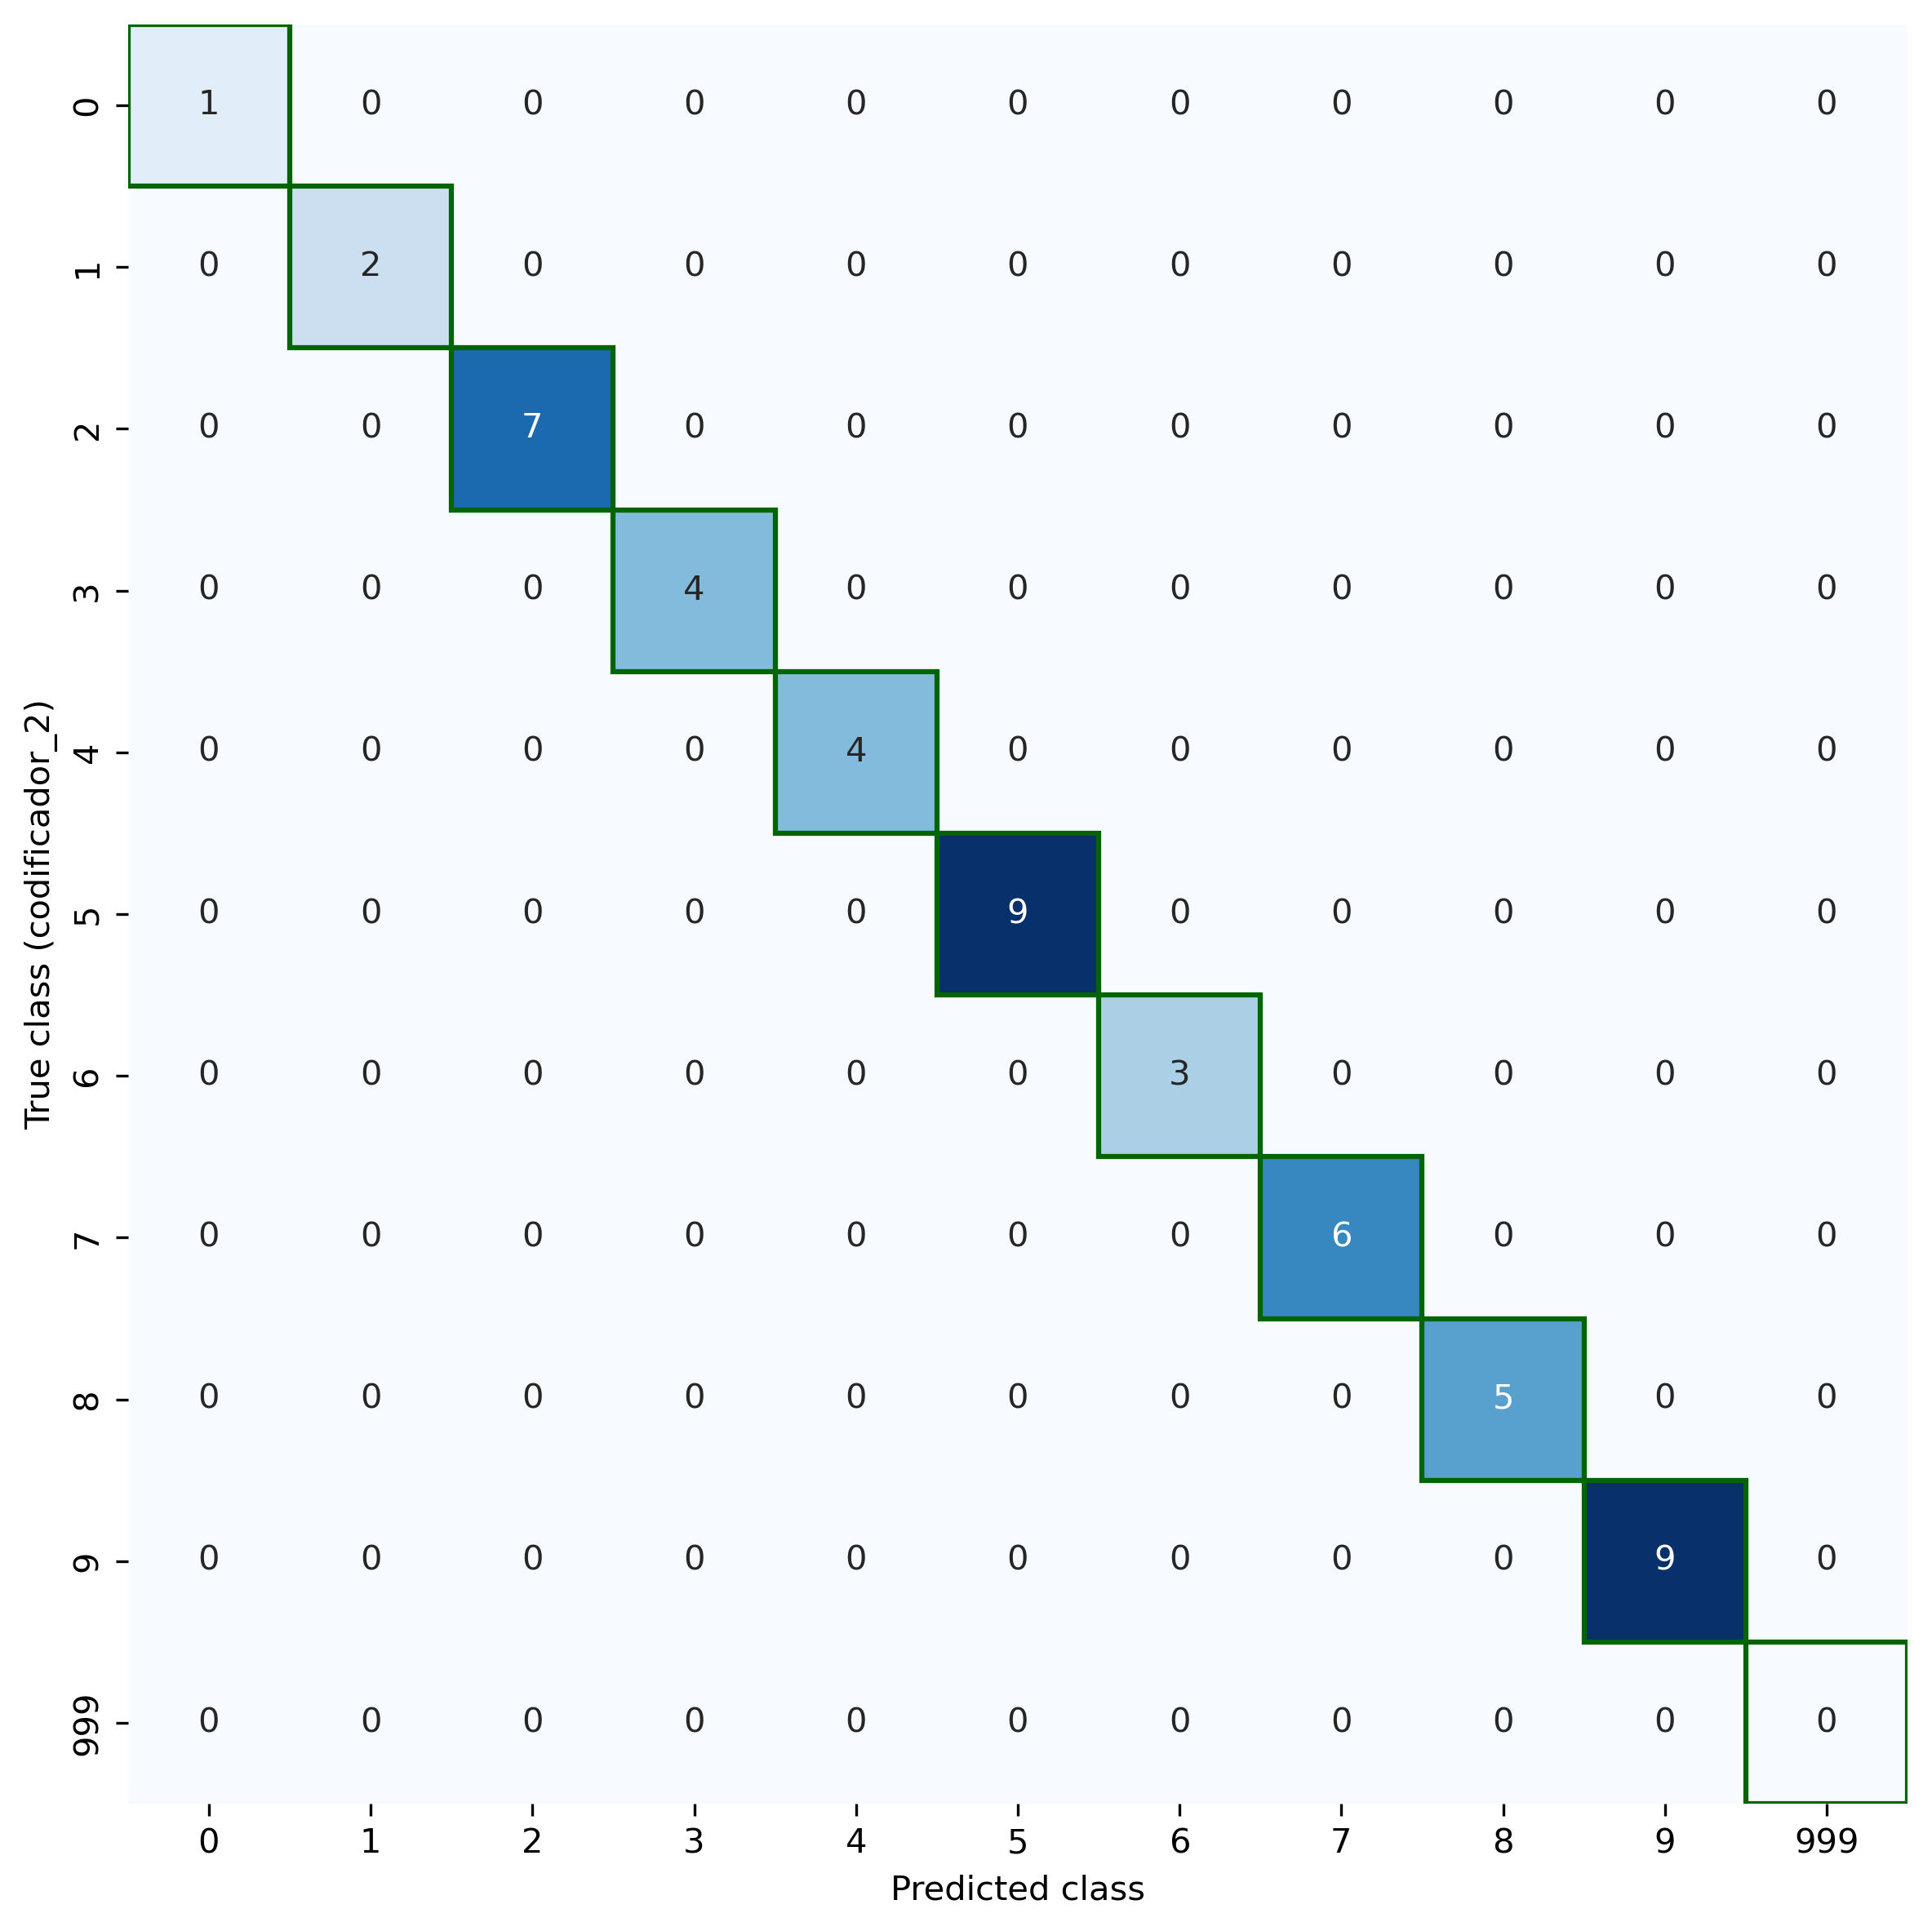 0 1 0 0 0 0 0 0 0 0 0 0
1 0 2 0 0 0 0 0 0 0 0 0
2 0 0 7 0 0 0 0 0 0 0 0
3 0 0 0 4 0 0 0 0 0 0 0
4 0 0 0 0 4 0 0 0 0 0 0
5 0 0 0 0 0 9 0 0 0 0 0
6 0 0 0 0 0 0 3 0 0 0 0
7 0 0 0 0 0 0 0 6 0 0 0
8 0 0 0 0 0 0 0 0 5 0 0
9 0 0 0 0 0 0 0 0 0 9 0
999 0 0 0 0 0 0 0 0 0 0 0
0 1 2 3 4 5 6 7 8 9 999
Predicted class
True class (codificador_2)